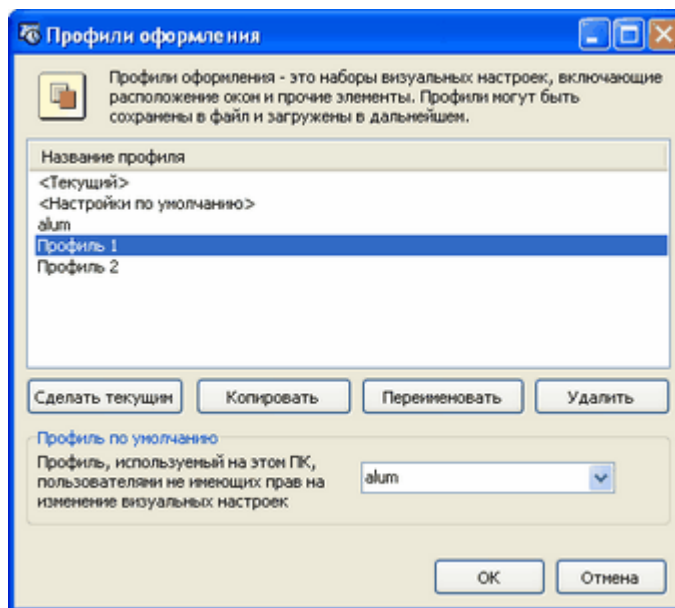 Профили оформления
Профили оформления - это наборы визуальных настроек, включающие
расположение окон и прочие элементы. Профили могут быть
сохранены в файл и загружены в дальнейшем.
Название профиля
<Текущий>
<Настройки по умолчанию>
alum
Профиль 1
Профиль 2
Сделать текущим
Копировать
Переименовать
Удалить
Профиль по умолчанию
Профиль, используемый на этом ПК,
пользователями не имеющих прав на
изменение визуальных настроек
alum
ОК
Отмена